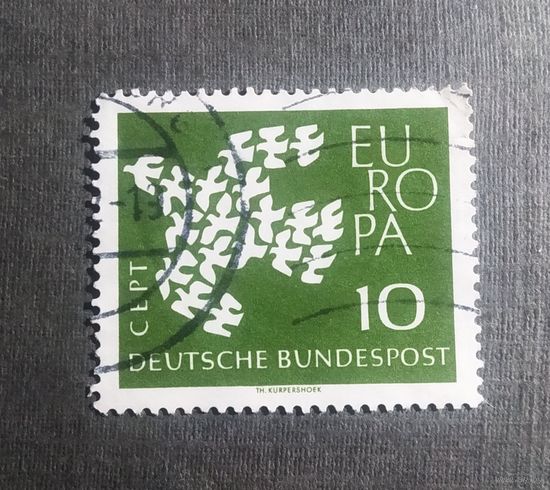 EU
RO
PA
10
CEPT
DEUTSCHE BUNDESPOST
TH. KURPERSHOEK